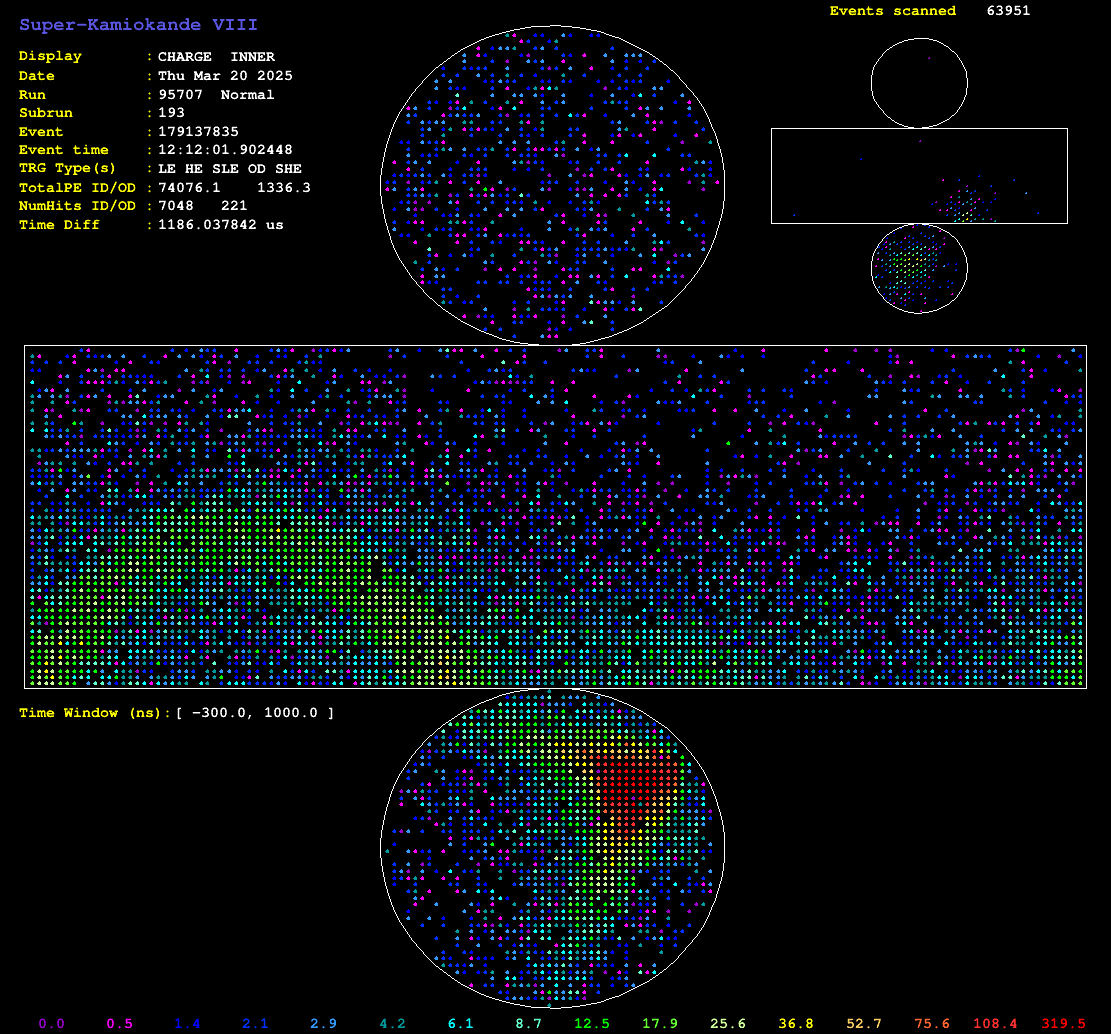 Super-Kamiokande VIII
Events scanned 63951
Display : CHARGE INNER
Date : Thu Mar 20 2025
Run : 95707 Normal
Subrun : 193
Event : 179137835
Event time : 12:12:01.902448
TRG Type(s) : LE HE SLE OD SHE
TotalPE ID/OD : 74076.1 1336.3
NumHits ID/OD : 7048 221
Time Diff : 1186.037842 us
Time Window (ns):[ -300.0, 1000.0 ]
0.0 0.5 1.4 2.1 2.9 4.2 6.1 8.7 12.5 17.9 25.6 36.8 52.7 75.6 108.4 319.5